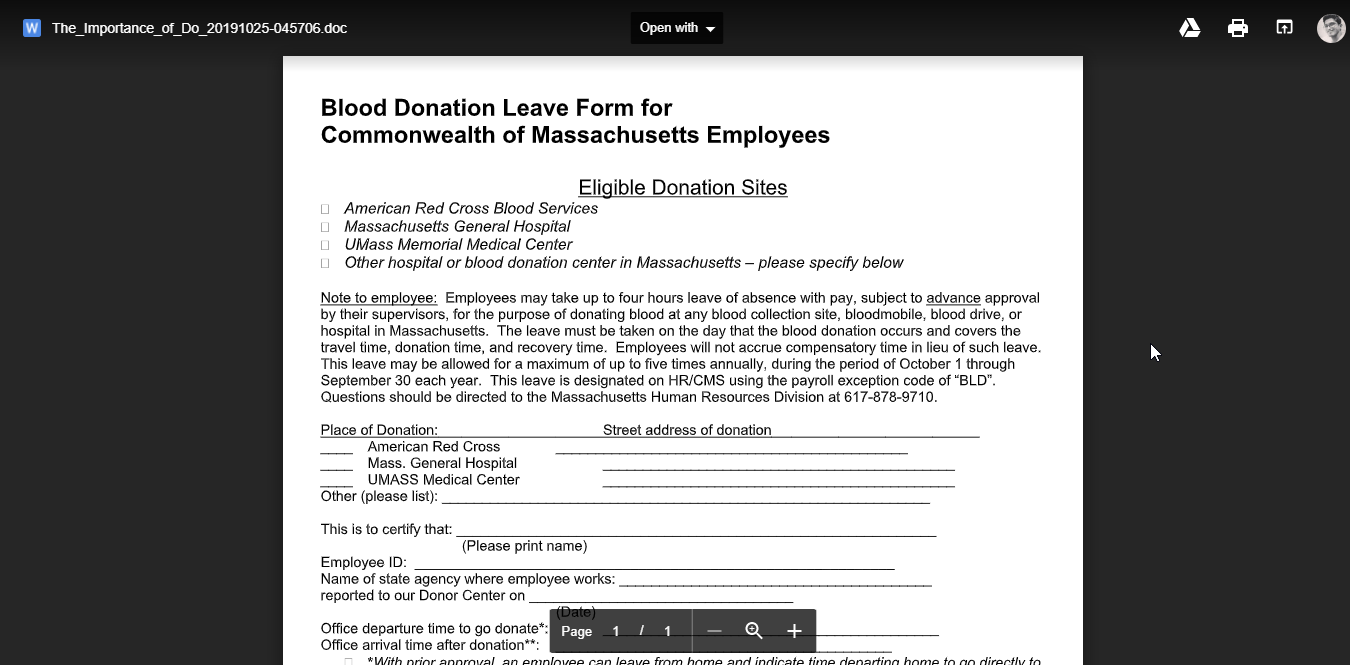 The_Importance_of_Do_20191025-045706.doc
Open with
Blood Donation Leave Form for
Commonwealth of Massachusetts Employees
Eligible Donation Sites
American Red Cross Blood Services
Massachusetts General Hospital
UMass Memorial Medical Center
Other hospital or blood donation center in Massachusetts – please specify below
Note to employee: Employees may take up to four hours leave of absence with pay, subject to advance approval
by their supervisors, for the purpose of donating blood at any blood collection site, bloodmobile, blood drive, or
hospital in Massachusetts. The leave must be taken on the day that the blood donation occurs and covers the
travel time, donation time, and recovery time. Employees will not accrue compensatory time in lieu of such leave.
This leave may be allowed for a maximum of up to five times annually, during the period of October 1 through
September 30 each year. This leave is designated on HR/CMS using the payroll exception code of “BLD”.
Questions should be directed to the Massachusetts Human Resources Division at 617-878-9710.
Place of Donation: Street address of donation
____ American Red Cross
____ Mass. General Hospital
____ UMASS Medical Center
Other (please list):
This is to certify that:
(Please print name)
Employee ID:
Name of state agency where employee works:
reported to our Donor Center on
(Date)
Office departure time to go donate*:
Page 1 / 1
Office arrival time after donation**:
*With prior approval, an employee can leave from home and indicate time departing home to go directly to